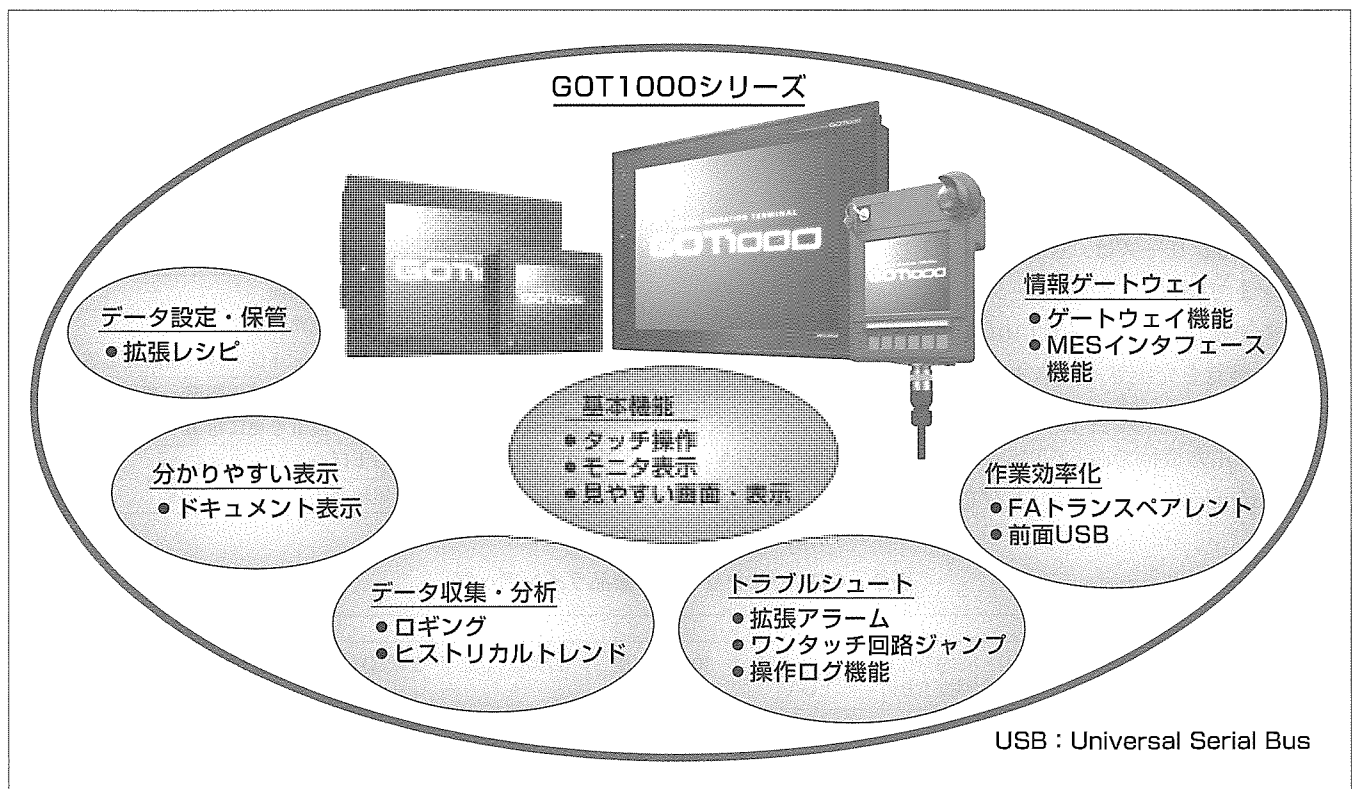 GOT1000シリーズ
GOT1000
GOT1000
GOT1000
GOT1000
データ設定・保管
●拡張レシピ
情報ゲートウェイ
●ゲートウェイ機能
●MESインタフェース
機能
基本機能
●タッチ操作
●モニタ表示
●見やすい画面・表示
分かりやすい表示
●ドキュメント表示
作業効率化
●FAトランスペアレント
●前面USB
データ収集・分析
●ロギング
●ヒストリカルトレンド
トラブルシュート
●拡張アラーム
●ワンタッチ回路ジャンプ
●操作ログ機能
USB：Universal Serial Bus